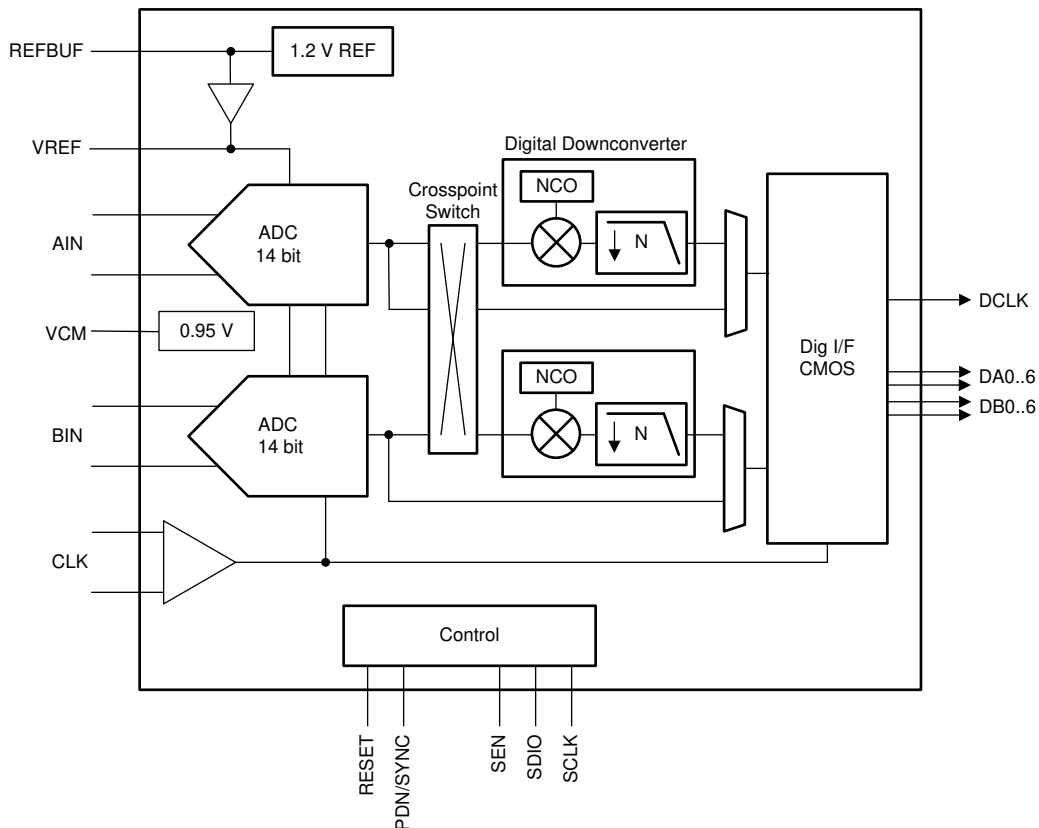 REFBUF
1.2 V REF
VREF
Digital Downconverter
NCO
Crosspoint
Switch
N
AIN
ADC
14 bit
VCM
0.95 V
DCLK
Dig I/F
CMOS
NCO
DA0..6
DB0..6
BIN
ADC
14 bit
N
CLK
Control
RESET
PDN/SYNC
SEN
SDIO
SCLK